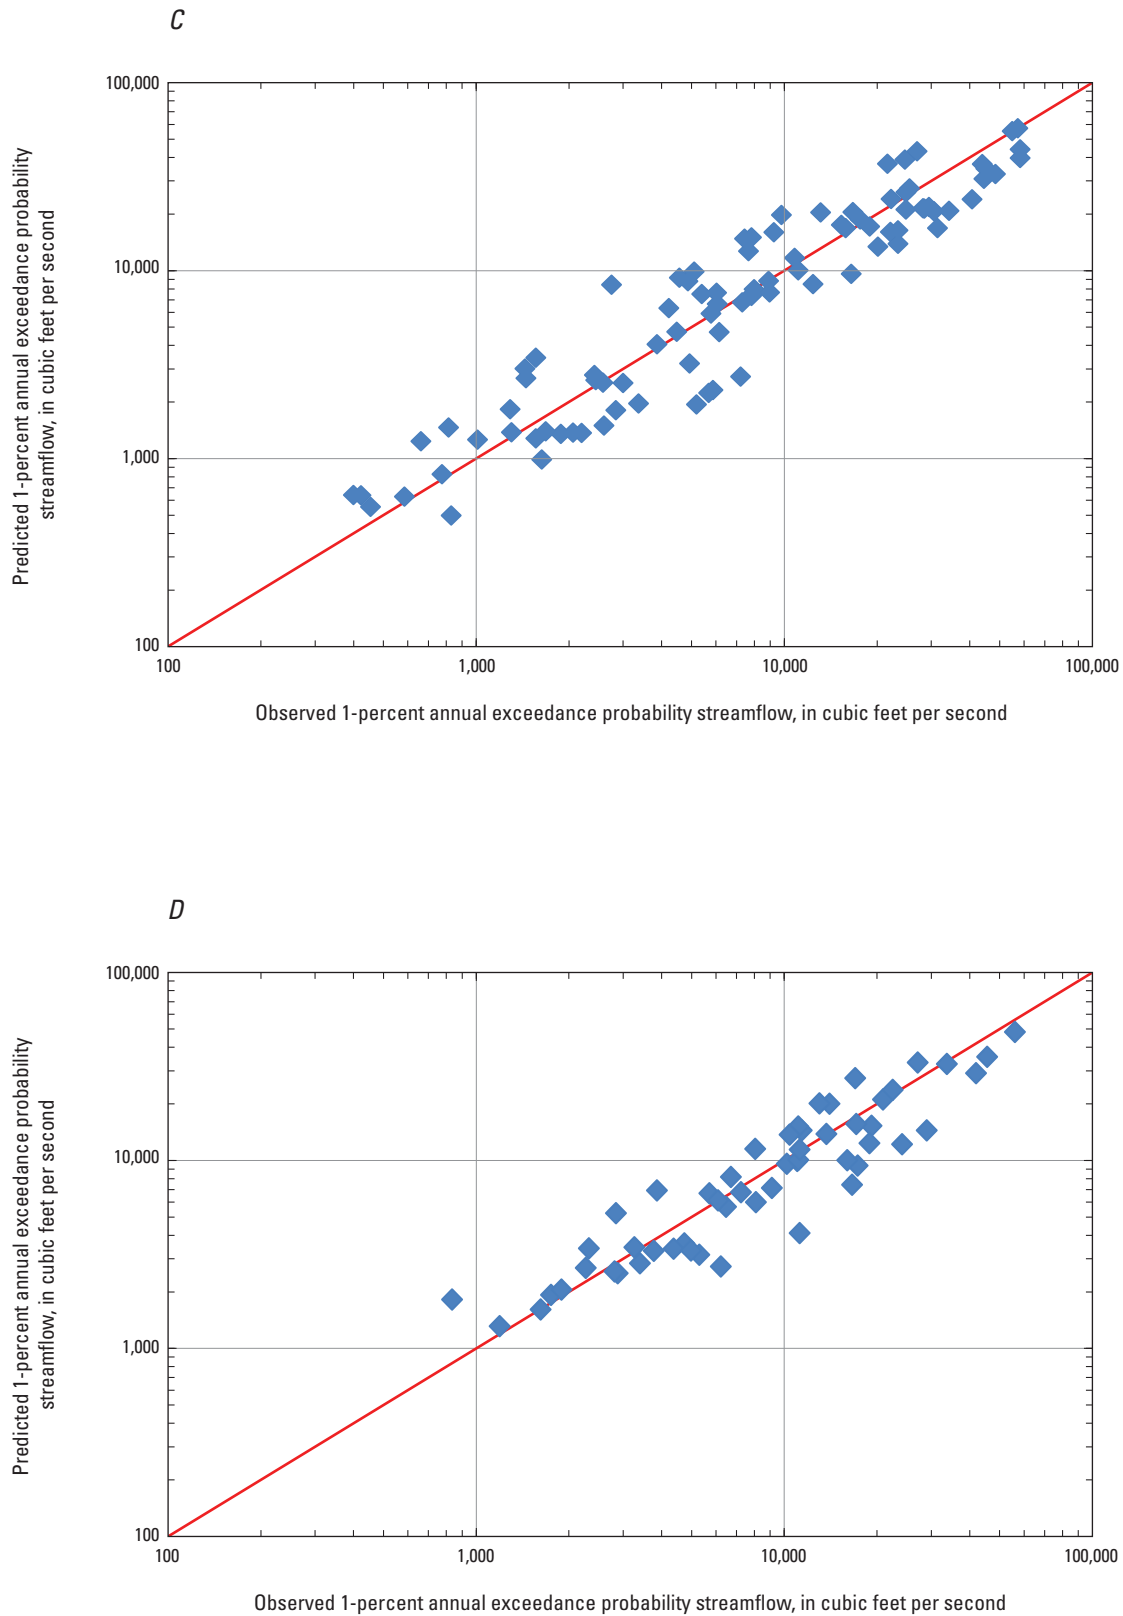 C
100,000
10,000
1,000
100
Predicted 1-percent annual exceedance probability
streamflow, in cubic feet per second
100
1,000
10,000
100,000
Observed 1-percent annual exceedance probability streamflow, in cubic feet per second
D
100,000
10,000
1,000
100
Predicted 1-percent annual exceedance probability
streamflow, in cubic feet per second
100
1,000
10,000
100,000
Observed 1-percent annual exceedance probability streamflow, in cubic feet per second